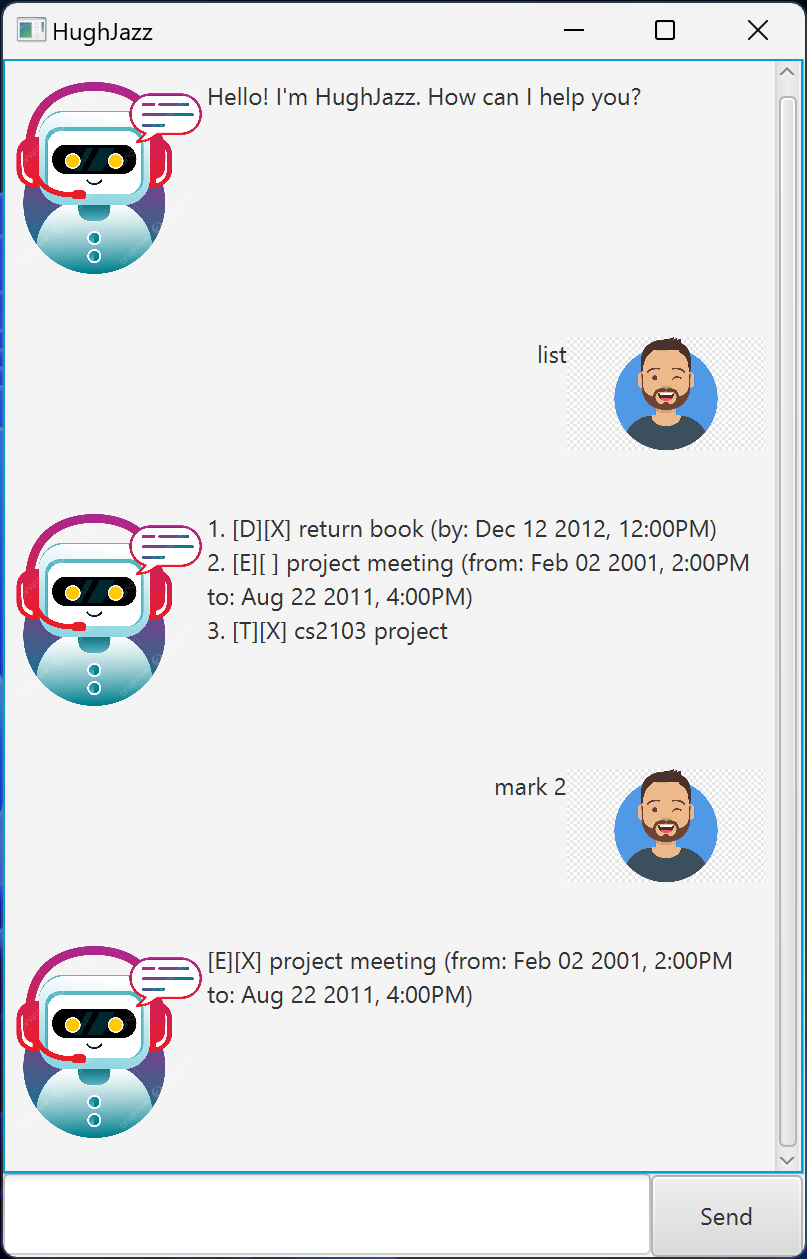 HughJazz
Hello! I'm HughJazz. How can I help you?
list
1. [D][X] return book (by: Dec 12 2012, 12:00PM)
2. [E][ ] project meeting (from: Feb 02 2001, 2:00PM
to: Aug 22 2011, 4:00PM)
3. [T][X] cs2103 project
mark 2
[E][X] project meeting (from: Feb 02 2001, 2:00PM
to: Aug 22 2011, 4:00PM)
Send